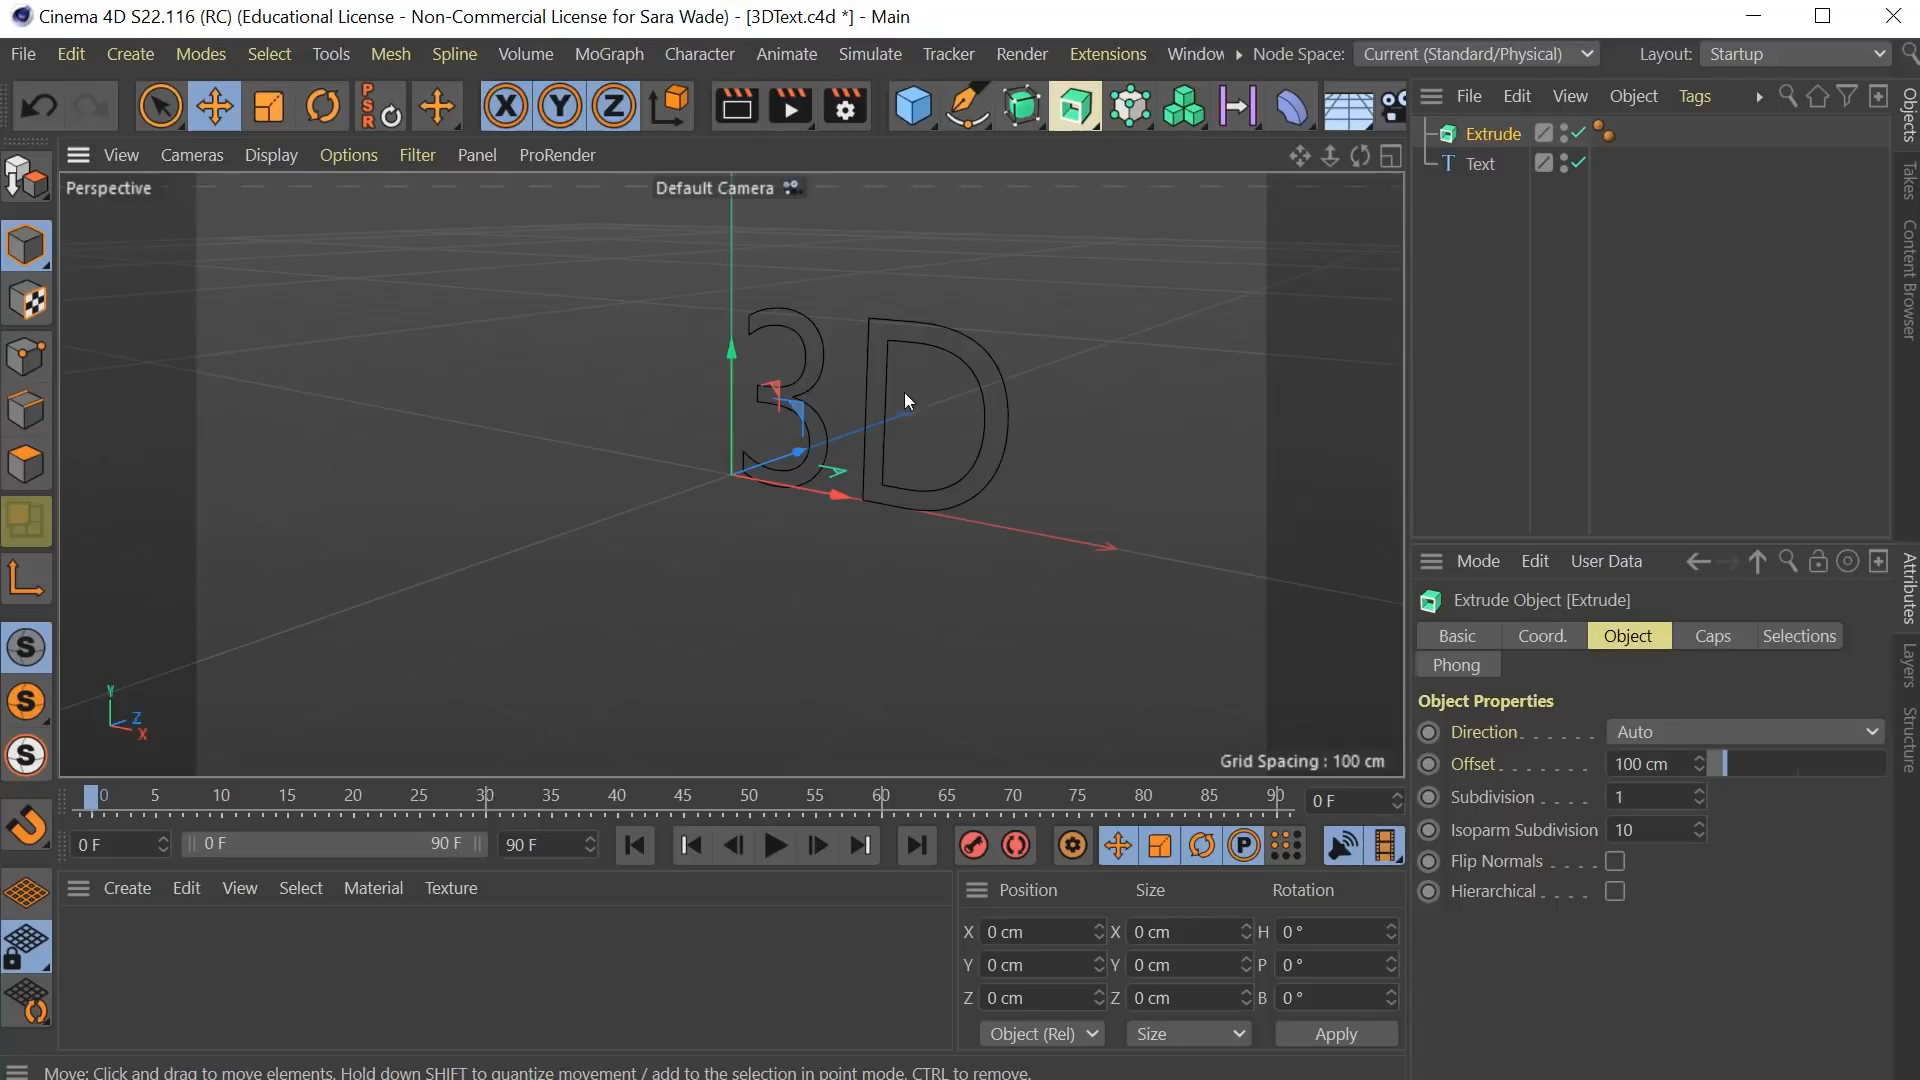 Cinema 4D S22.116 (RC) (Educational License - Non-Commercial License for Sara Wade) - [3DText.c4d *] - Main
File Edit Create Modes Select Tools Mesh Spline Volume MoGraph Character Animate Simulate Tracker Render Extensions Window Node Space: Current (Standard/Physical) Layout: Startup
PSR X Y Z
File Edit View Object Tags
Objects
Takes
Content Browser
Extrude
T Text
View Cameras Display Options Filter Panel ProRender
Perspective
Default Camera
3D
Y
Z
X
Grid Spacing : 100 cm
S
S
S
Mode Edit User Data
Attributes
Layers
Structure
Extrude Object [Extrude]
Basic Coord. Object Caps Selections
Phong
Object Properties
Direction Auto
Offset 100 cm
Subdivision 1
Isoparm Subdivision 10
Flip Normals
Hierarchical
0 5 10 15 20 25 30 35 40 45 50 55 60 65 70 75 80 85 90 0 F
0 F 0 F 90 F 90 F P
Create Edit View Select Material Texture
Position Size Rotation
X 0 cm X 0 cm H 0 °
Y 0 cm Y 0 cm P 0 °
Z 0 cm Z 0 cm B 0 °
Object (Rel) Size Apply
Move: Click and drag to move elements. Hold down SHIFT to quantize movement / add to the selection in point mode, CTRL to remove.